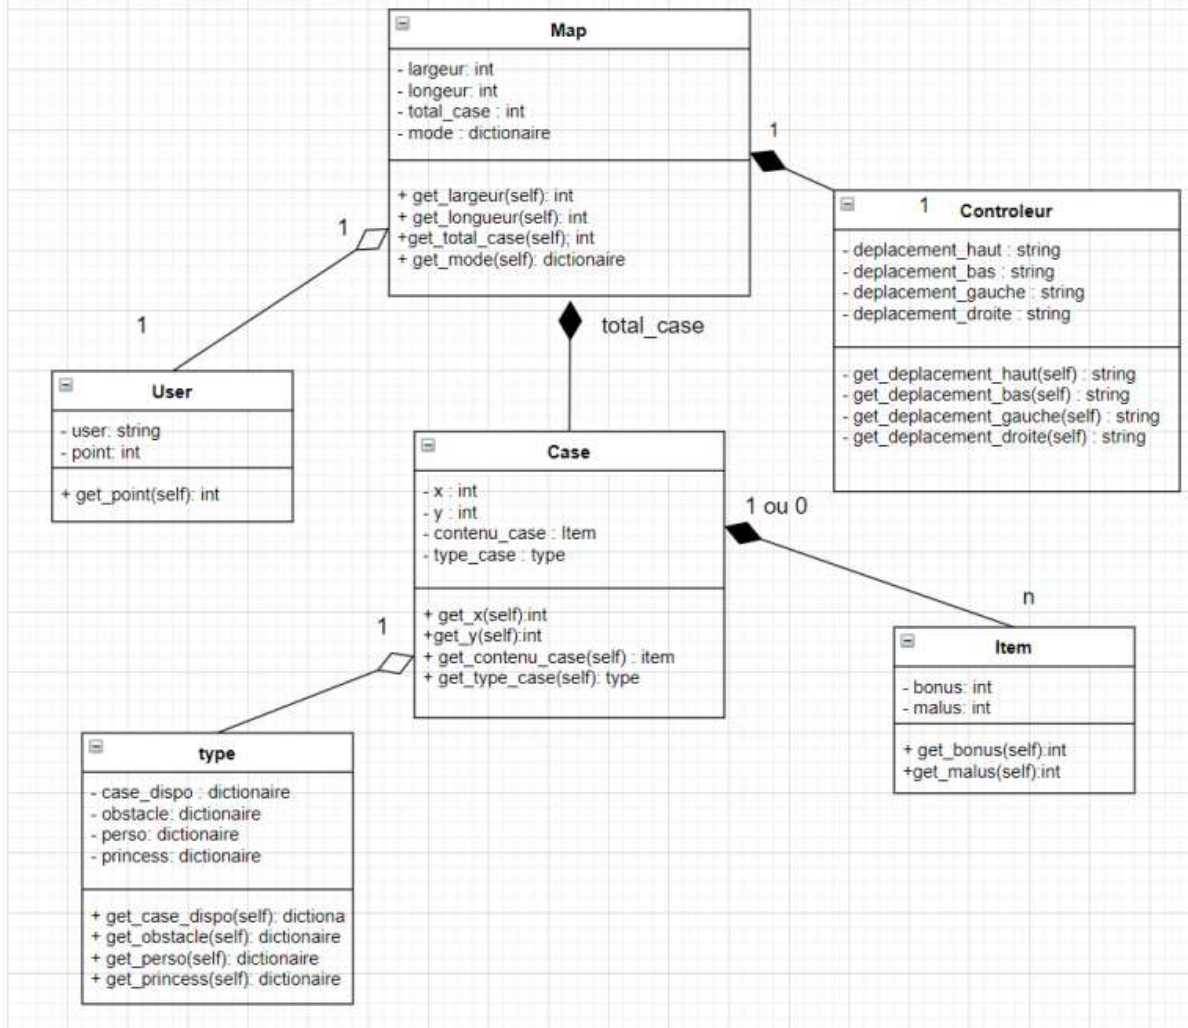 Map
- largeur: int
- longeur: int
- total_case : int
- mode : dictionaire
+ get_largeur(self): int
+ get_longueur(self): int
+get_total_case(self); int
+ get_mode(self): dictionaire
1
1
Controleur
- deplacement_haut : string
- deplacement_bas : string
- deplacement_gauche : string
- deplacement_droite : string
- get_deplacement_haut(self) : string
- get_deplacement_bas(self) : string
- get_deplacement_gauche(self) : string
- get_deplacement_droite(self) : string
1
1
User
- user: string
- point: int
+ get_point(self): int
total_case
Case
- x : int
- y : int
- contenu_case : Item
- type_case : type
+ get_x(self):int
+get_y(self):int
+ get_contenu_case(self) : item
+ get_type_case(self): type
1 ou 0
n
Item
- bonus: int
- malus: int
+ get_bonus(self):int
+get_malus(self):int
1
type
- case_dispo : dictionaire
- obstacle: dictionaire
- perso: dictionaire
- princess: dictionaire
+ get_case_dispo(self): dictiona
+ get_obstacle(self): dictionaire
+ get_perso(self): dictionaire
+ get_princess(self): dictionaire